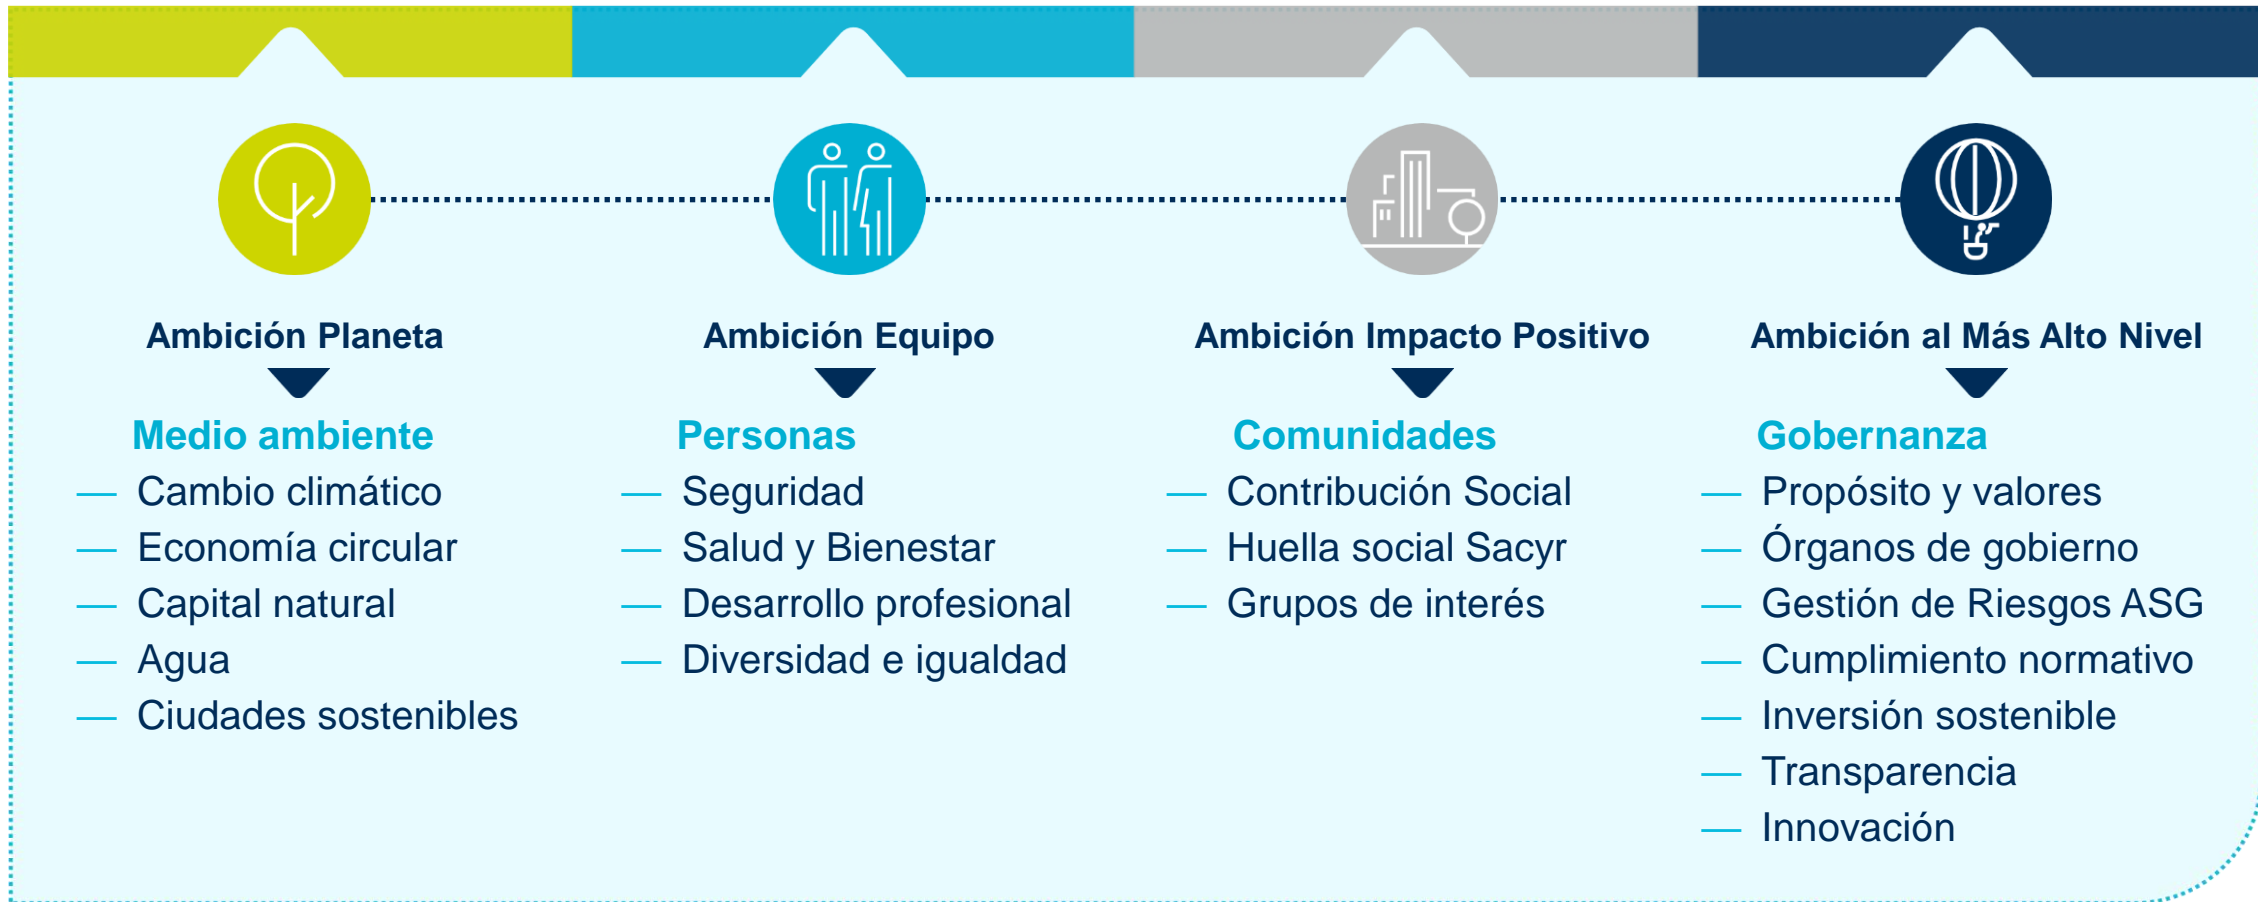 Ambición Planeta
Medio ambiente
— Cambio climático
— Economía circular
— Capital natural
— Agua
— Ciudades sostenibles
Ambición Equipo
Personas
— Seguridad
— Salud y Bienestar
— Desarrollo profesional
— Diversidad e igualdad
Ambición Impacto Positivo
Comunidades
— Contribución Social
— Huella social Sacyr
— Grupos de interés
Ambición al Más Alto Nivel
Gobernanza
— Propósito y valores
— Órganos de gobierno
— Gestión de Riesgos ASG
— Cumplimiento normativo
— Inversión sostenible
— Transparencia
— Innovación